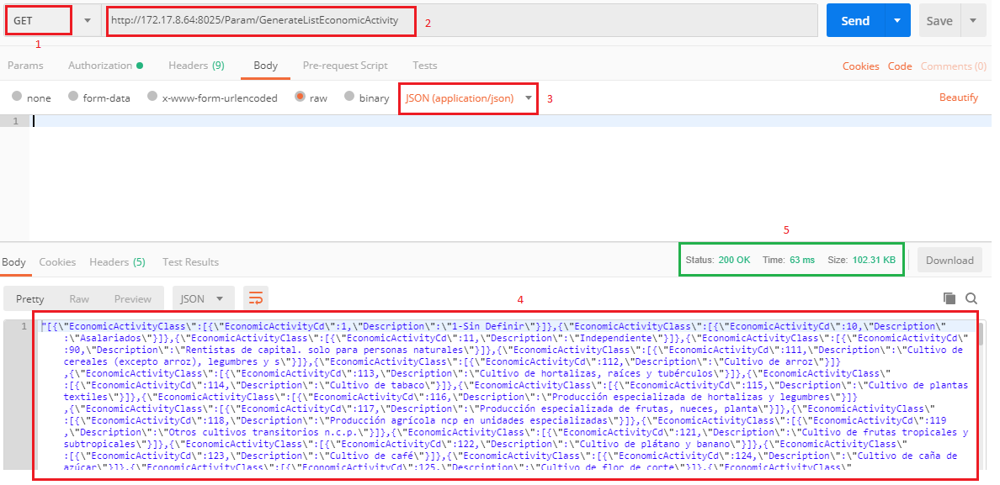 GET
http://172.17.8.64:8025/Param/GenerateListEconomicActivity
2
Send
Save
1
Params Authorization Headers (9) Body Pre-request Script Tests
Cookies Code Comments (0)
none form-data x-www-form-urlencoded raw binary JSON (application/json) 3
Beautify
1
5
Body Cookies Headers (5) Test Results
Status: 200 OK Time: 63 ms Size: 102.31 KB
Download
Pretty Raw Preview JSON
4
1 "[{\"EconomicActivityClass\":[{\"EconomicActivityCd\":1,\"Description\":\"1-Sin Definir\"}]},{\"EconomicActivityClass\":[{\"EconomicActivityCd\":10,\"Description\"
:\"Asalariados\"}]},{\"EconomicActivityClass\":[{\"EconomicActivityCd\":11,\"Description\":\"Independiente\"}]},{\"EconomicActivityClass\":[{\"EconomicActivityCd\"
:90,\"Description\":\"Rentistas de capital. solo para personas naturales\"}]},{\"EconomicActivityClass\":[{\"EconomicActivityCd\":111,\"Description\":\"Cultivo de
cereales (excepto arroz), legumbres y s\"}]},{\"EconomicActivityClass\":[{\"EconomicActivityCd\":112,\"Description\":\"Cultivo de arroz\"}]}
,{\"EconomicActivityClass\":[{\"EconomicActivityCd\":113,\"Description\":\"Cultivo de hortalizas, raíces y tubérculos\"}]},{\"EconomicActivityClass\"
:[{\"EconomicActivityCd\":114,\"Description\":\"Cultivo de tabaco\"}]},{\"EconomicActivityClass\":[{\"EconomicActivityCd\":115,\"Description\":\"Cultivo de plantas
textiles\"}]},{\"EconomicActivityClass\":[{\"EconomicActivityCd\":116,\"Description\":\"Producción especializada de hortalizas y legumbres\"}]}
,{\"EconomicActivityClass\":[{\"EconomicActivityCd\":117,\"Description\":\"Producción especializada de frutas, nueces, planta\"}]},{\"EconomicActivityClass\"
:[{\"EconomicActivityCd\":118,\"Description\":\"Producción agrícola ncp en unidades especializadas\"}]},{\"EconomicActivityClass\":[{\"EconomicActivityCd\":119
,\"Description\":\"Otros cultivos transitorios n.c.p.\"}]},{\"EconomicActivityClass\":[{\"EconomicActivityCd\":121,\"Description\":\"Cultivo de frutas tropicales y
subtropicales\"}]},{\"EconomicActivityClass\":[{\"EconomicActivityCd\":122,\"Description\":\"Cultivo de plátano y banano\"}]},{\"EconomicActivityClass\"
:[{\"EconomicActivityCd\":123,\"Description\":\"Cultivo de café\"}]},{\"EconomicActivityClass\":[{\"EconomicActivityCd\":124,\"Description\":\"Cultivo de caña de
azúcar\"}]},{\"EconomicActivityClass\":[{\"EconomicActivityCd\":125,\"Description\":\"Cultivo de flor de corte\"}]},{\"EconomicActivityClass\"